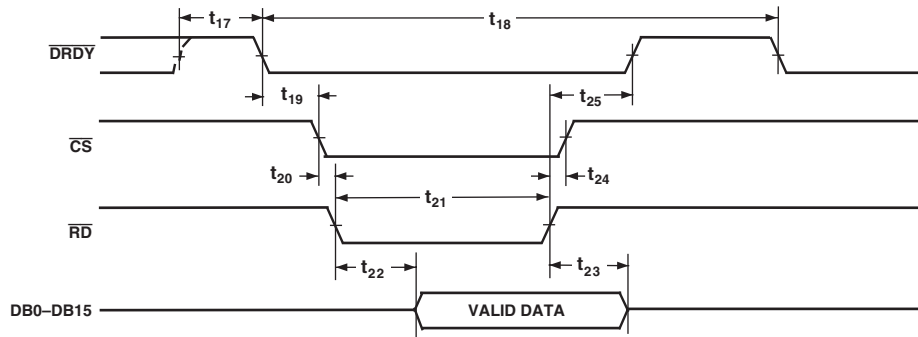 t17
t18
DRDY
t19
t25
CS
t20
t24
t21
RD
t22
t23
DB0–DB15
VALID DATA